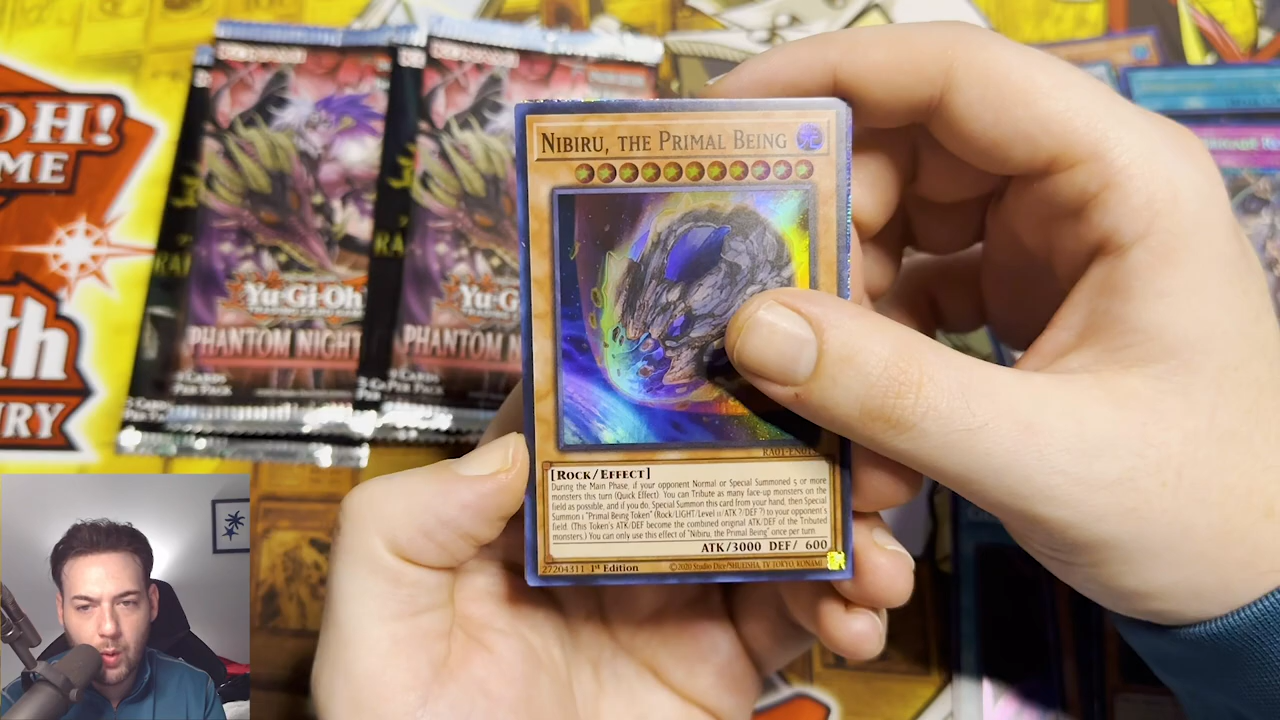 OH!
ME
th
URY
Yu-Gi-Oh
PHANTOM NIGHT
PER PACK
Yu-G
PHANTOM N
PER PACK
NIBIRU, THE PRIMAL BEING
光
[ROCK/EFFECT]
During the Main Phase, if your opponent Normal or Special Summoned 5 or more
monsters this turn (Quick Effect): You can Tribute as many face-up monsters on the
field as possible, and if you do, Special Summon this card from your hand, then Special
Summon 1 "Primal Being Token" (Rock/LIGHT/Level 11/ATK ?/DEF ?) to your opponent's
field. (This Token's ATK/DEF become the combined original ATK/DEF of the Tributed
monsters.) You can only use this effect of "Nibiru, the Primal Being" once per turn.
ATK/3000 DEF/ 600
27204311 1st Edition
©2020 Studio Dice/SHUEISHA, TV TOKYO, KONAMI